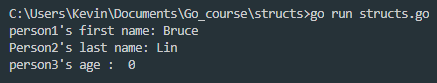 C:\Users\Kevin\Documents\Go_course\structs>go run structs.go
person1's first name: Bruce
Person2's last name: Lin
person3's age :  0